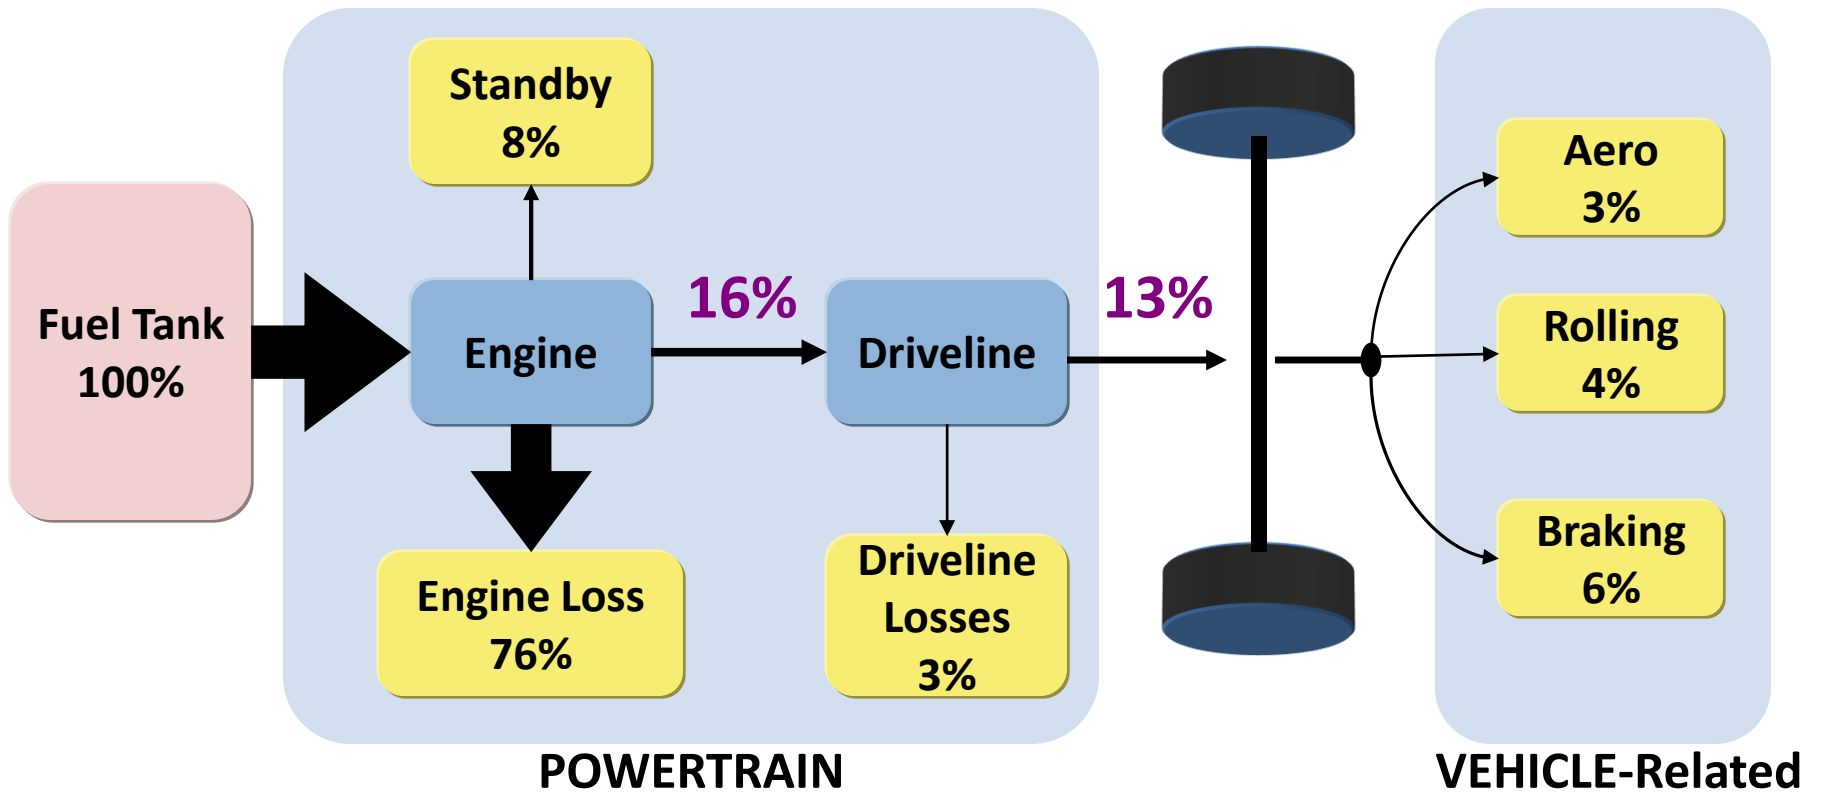 Standby
8%
Fuel Tank
100%
Engine
16%
Driveline
13%
Engine Loss
76%
Driveline
Losses
3%
POWERTRAIN
Aero
3%
Rolling
4%
Braking
6%
VEHICLE-Related